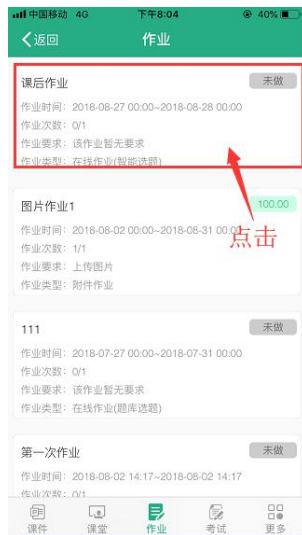 中国移动 4G 下午8:04 40%
返回 作业
课后作业 未做
作业时间: 2018-08-27 00:00~2018-08-28 00:00
作业次数: 0/1
作业要求: 该作业暂无要求
作业类型: 在线作业(智能选题)
图片作业1 100.00
作业时间: 2018-08-02 00:00~2018-08-31 00:00
点击
作业次数: 1/1
作业要求: 上传图片
作业类型: 附件作业
111 未做
作业时间: 2018-07-27 00:00~2018-07-31 00:00
作业次数: 0/1
作业要求: 该作业暂无要求
作业类型: 在线作业(题库选题)
第一次作业 未做
作业时间: 2018-08-02 14:17~2018-08-02 14:17
作业次数: 0/1
课件 课堂 作业 考试 更多